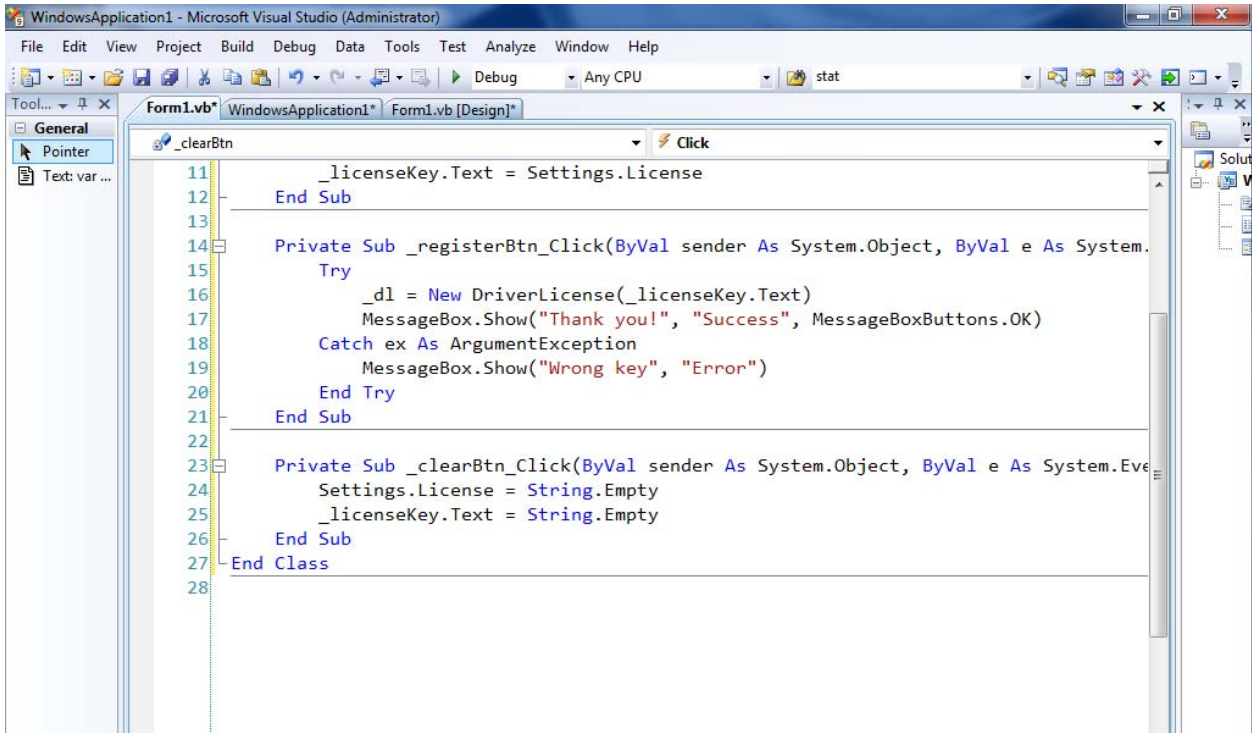 WindowsApplication1 - Microsoft Visual Studio (Administrator)
File Edit View Project Build Debug Data Tools Test Analyze Window Help
Debug Any CPU stat
Tool...
Form1.vb* WindowsApplication1* Form1.vb [Design]*
General
Pointer
Text: var ...
_clearBtn Click
Solut
11 _licenseKey.Text = Settings.License
12 End Sub
13
14 Private Sub _registerBtn_Click(ByVal sender As System.Object, ByVal e As System.
15 Try
16 _dl = New DriverLicense(_licenseKey.Text)
17 MessageBox.Show("Thank you!", "Success", MessageBoxButtons.OK)
18 Catch ex As ArgumentException
19 MessageBox.Show("Wrong key", "Error")
20 End Try
21 End Sub
22
23 Private Sub _clearBtn_Click(ByVal sender As System.Object, ByVal e As System.Eve
24 Settings.License = String.Empty
25 _licenseKey.Text = String.Empty
26 End Sub
27 End Class
28